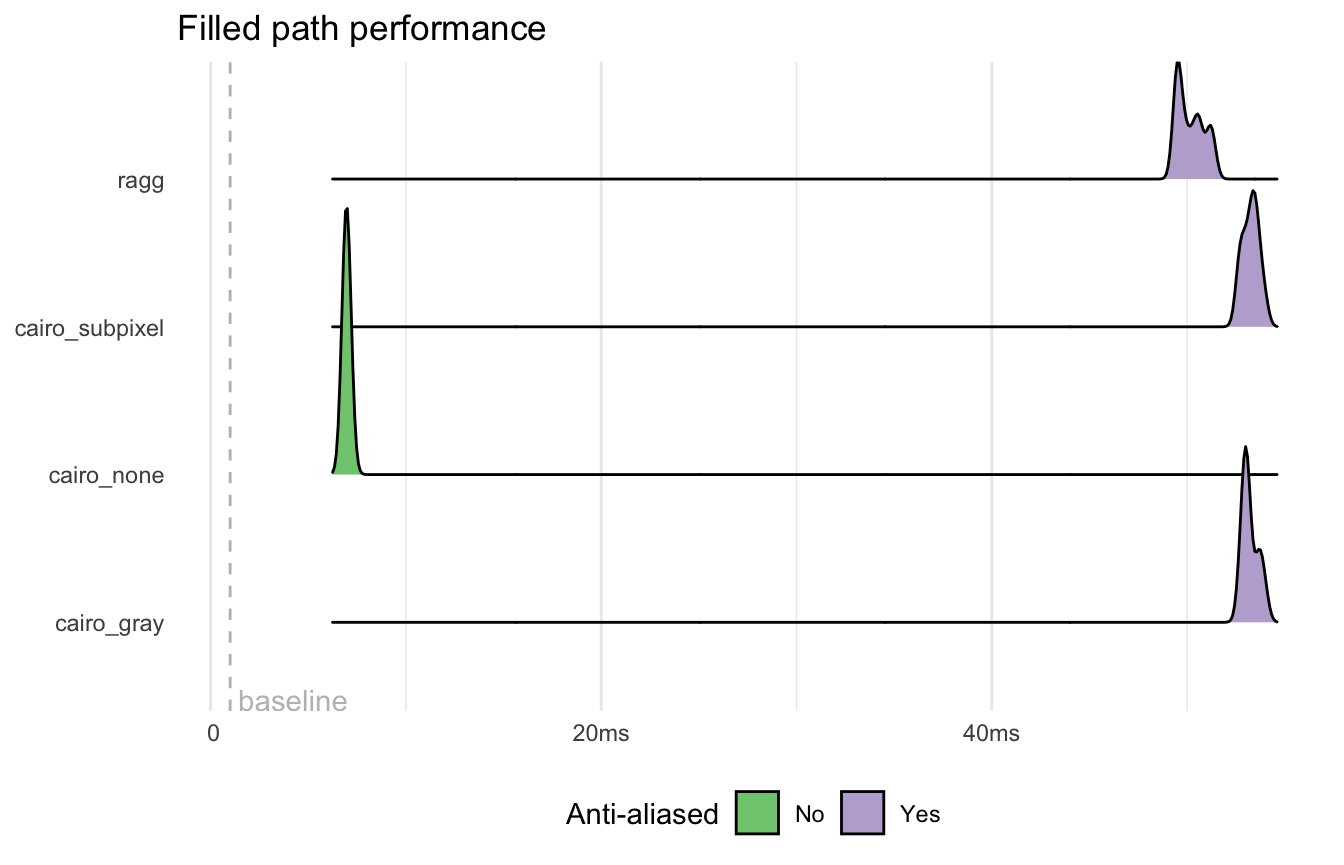 Filled path performance
ragg
cairo_subpixel
cairo_none
cairo_gray
baseline
0 20ms 40ms
Anti-aliased No Yes